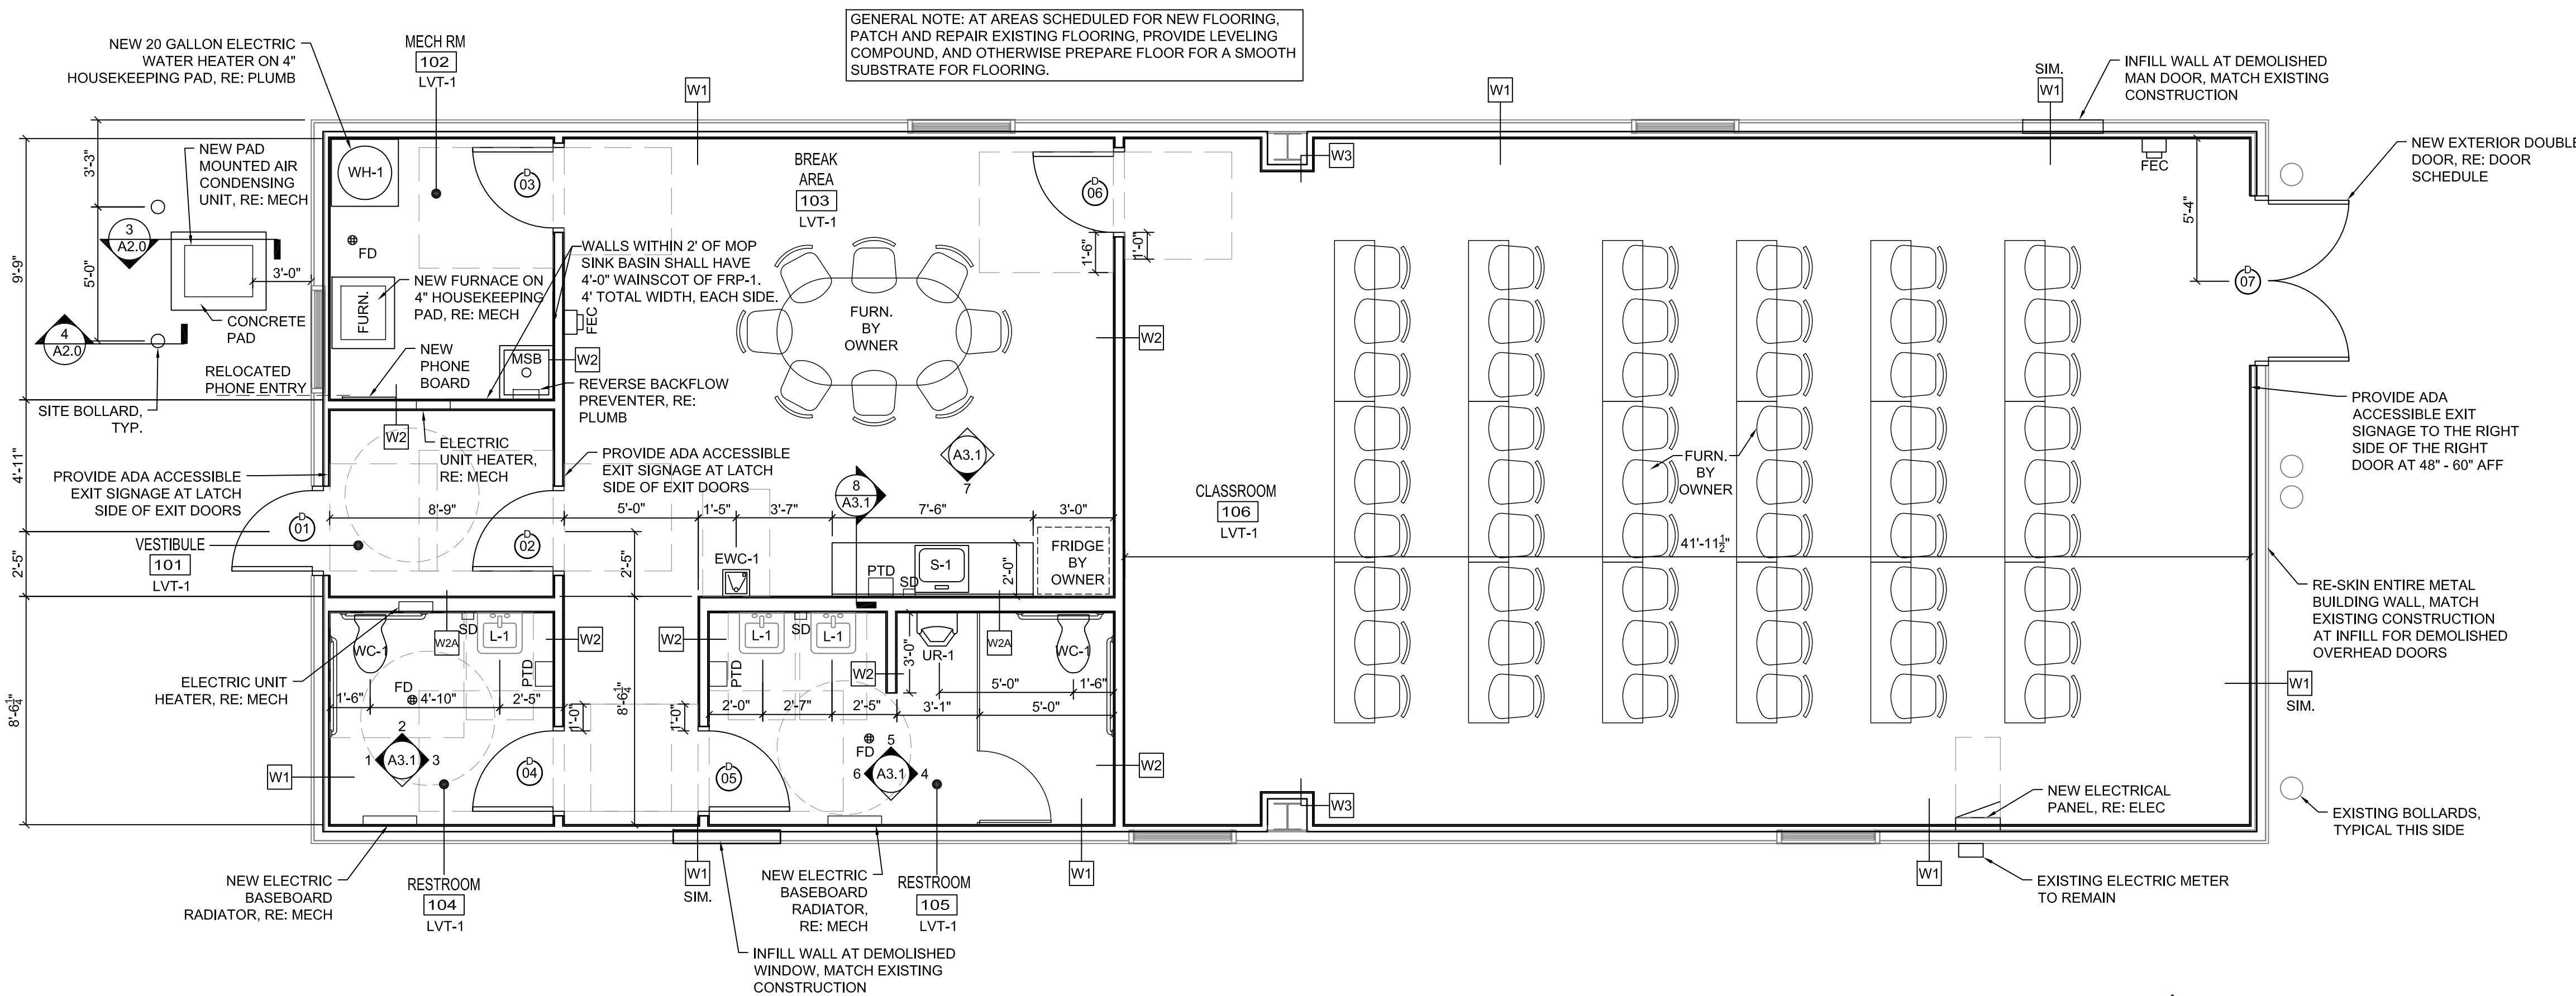 GENERAL NOTE: AT AREAS SCHEDULED FOR NEW FLOORING,
PATCH AND REPAIR EXISTING FLOORING, PROVIDE LEVELING
COMPOUND, AND OTHERWISE PREPARE FLOOR FOR A SMOOTH
SUBSTRATE FOR FLOORING.
NEW 20 GALLON ELECTRIC
WATER HEATER ON 4"
HOUSEKEEPING PAD, RE: PLUMB
MECH RM
102
LVT-1
W1
W1
SIM.
W1
INFILL WALL AT DEMOLISHED
MAN DOOR, MATCH EXISTING
CONSTRUCTION
NEW EXTERIOR DOUBLE
DOOR, RE: DOOR
SCHEDULE
3'-3"
5'-0"
9'-9"
4'-11"
2'-5"
8'-6 1/4"
NEW PAD
MOUNTED AIR
CONDENSING
UNIT, RE: MECH
3
A2.0
4
A2.0
3'-0"
CONCRETE
PAD
RELOCATED
PHONE ENTRY
SITE BOLLARD,
TYP.
WH-1
FD
FURN.
NEW FURNACE ON
4" HOUSEKEEPING
PAD, RE: MECH
NEW
PHONE
BOARD
MSB
W2
W2
D
03
WALLS WITHIN 2' OF MOP
SINK BASIN SHALL HAVE
4'-0" WAINSCOT OF FRP-1.
4' TOTAL WIDTH, EACH SIDE.
FEC
REVERSE BACKFLOW
PREVENTER, RE:
PLUMB
BREAK
AREA
103
LVT-1
FURN.
BY
OWNER
D
06
1'-6"
1'-0"
W3
W2
FEC
5'-4"
D
07
ELECTRIC
UNIT HEATER,
RE: MECH
PROVIDE ADA ACCESSIBLE
EXIT SIGNAGE AT LATCH
SIDE OF EXIT DOORS
PROVIDE ADA ACCESSIBLE
EXIT SIGNAGE AT LATCH
SIDE OF EXIT DOORS
D
01
VESTIBULE
101
LVT-1
8'-9"
D
02
5'-0"
1'-5"
3'-7"
7'-6"
3'-0"
2'-5"
EWC-1
8
A3.1
A3.1
7
PTD
SD
S-1
2'-0"
FRIDGE
BY
OWNER
CLASSROOM
106
LVT-1
FURN.
BY
OWNER
41'-11 1/2"
PROVIDE ADA
ACCESSIBLE EXIT
SIGNAGE TO THE RIGHT
SIDE OF THE RIGHT
DOOR AT 48" - 60" AFF
RE-SKIN ENTIRE METAL
BUILDING WALL, MATCH
EXISTING CONSTRUCTION
AT INFILL FOR DEMOLISHED
OVERHEAD DOORS
W1
SIM.
ELECTRIC UNIT
HEATER, RE: MECH
WC-1
W2A
SD
L-1
PTD
W2
FD
1'-6"
4'-10"
2'-5"
1'-0"
2
1
A3.1
3
D
04
W1
8'-6 1/4"
1'-0"
W2
L-1
SD
L-1
PTD
W2
3'-0"
UR-1
W2A
WC-1
5'-0"
1'-6"
2'-0"
2'-7"
2'-5"
3'-1"
5'-0"
FD
5
6
A3.1
4
D
05
W2
W3
NEW ELECTRICAL
PANEL, RE: ELEC
EXISTING BOLLARDS,
TYPICAL THIS SIDE
NEW ELECTRIC
BASEBOARD
RADIATOR, RE: MECH
RESTROOM
104
LVT-1
W1
SIM.
NEW ELECTRIC
BASEBOARD
RADIATOR,
RE: MECH
RESTROOM
105
LVT-1
W1
W1
EXISTING ELECTRIC METER
TO REMAIN
INFILL WALL AT DEMOLISHED
WINDOW, MATCH EXISTING
CONSTRUCTION